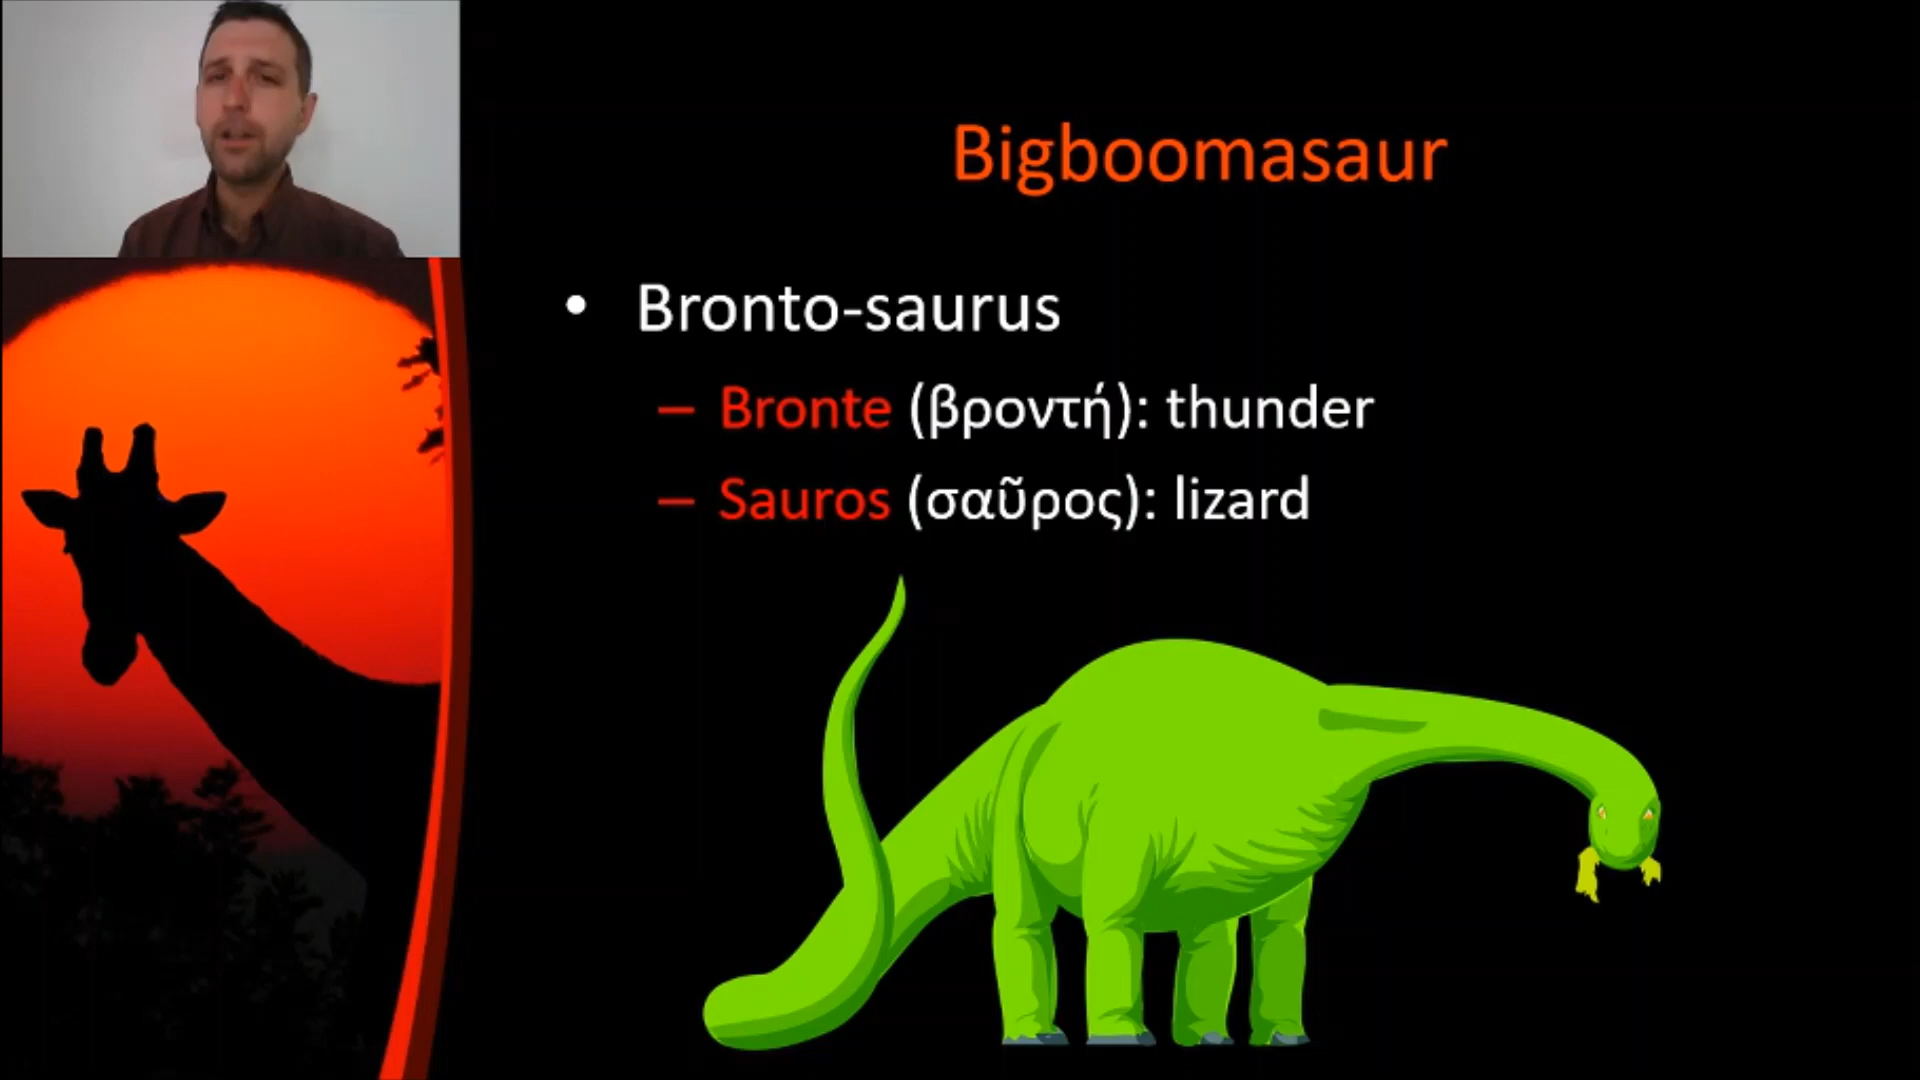 Bigboomasaur
• Bronto-saurus
– Bronte (βροντή): thunder
– Sauros (σαῦρος): lizard